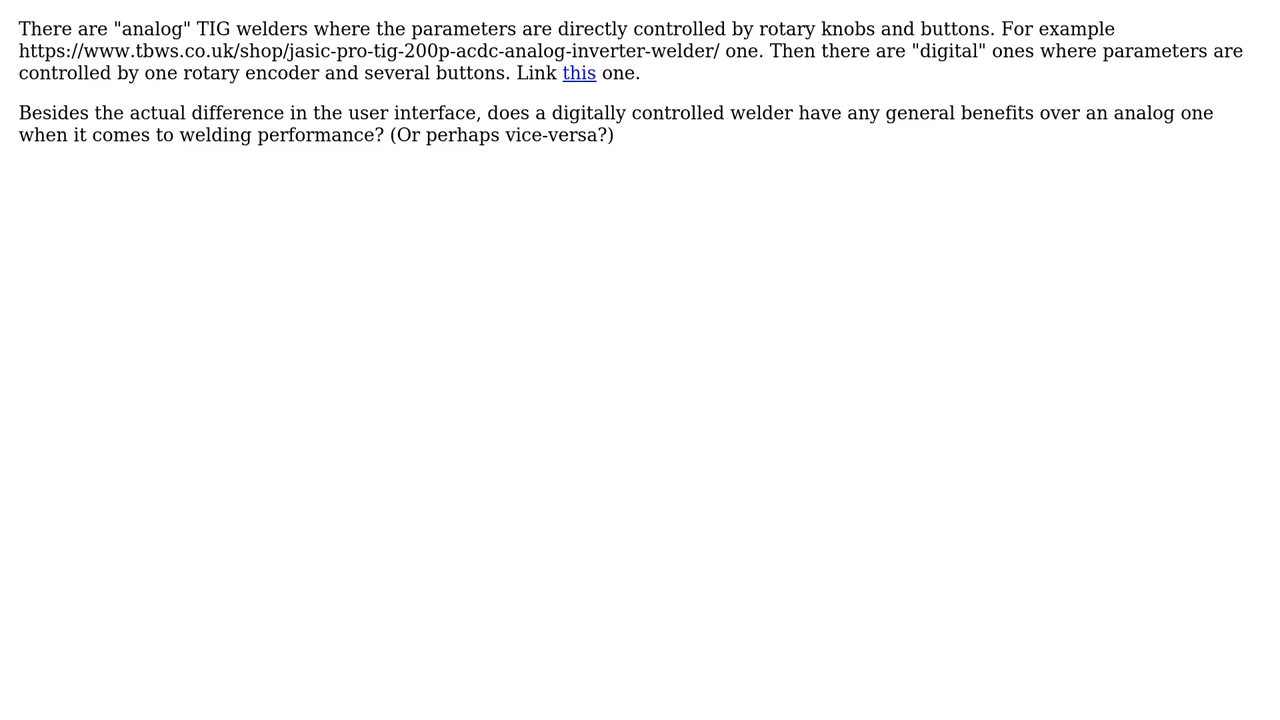 There are "analog" TIG welders where the parameters are directly controlled by rotary knobs and buttons. For example
https://www.tbws.co.uk/shop/jasic-pro-tig-200p-acdc-analog-inverter-welder/ one. Then there are "digital" ones where parameters are
controlled by one rotary encoder and several buttons. Link this one.
Besides the actual difference in the user interface, does a digitally controlled welder have any general benefits over an analog one
when it comes to welding performance? (Or perhaps vice-versa?)